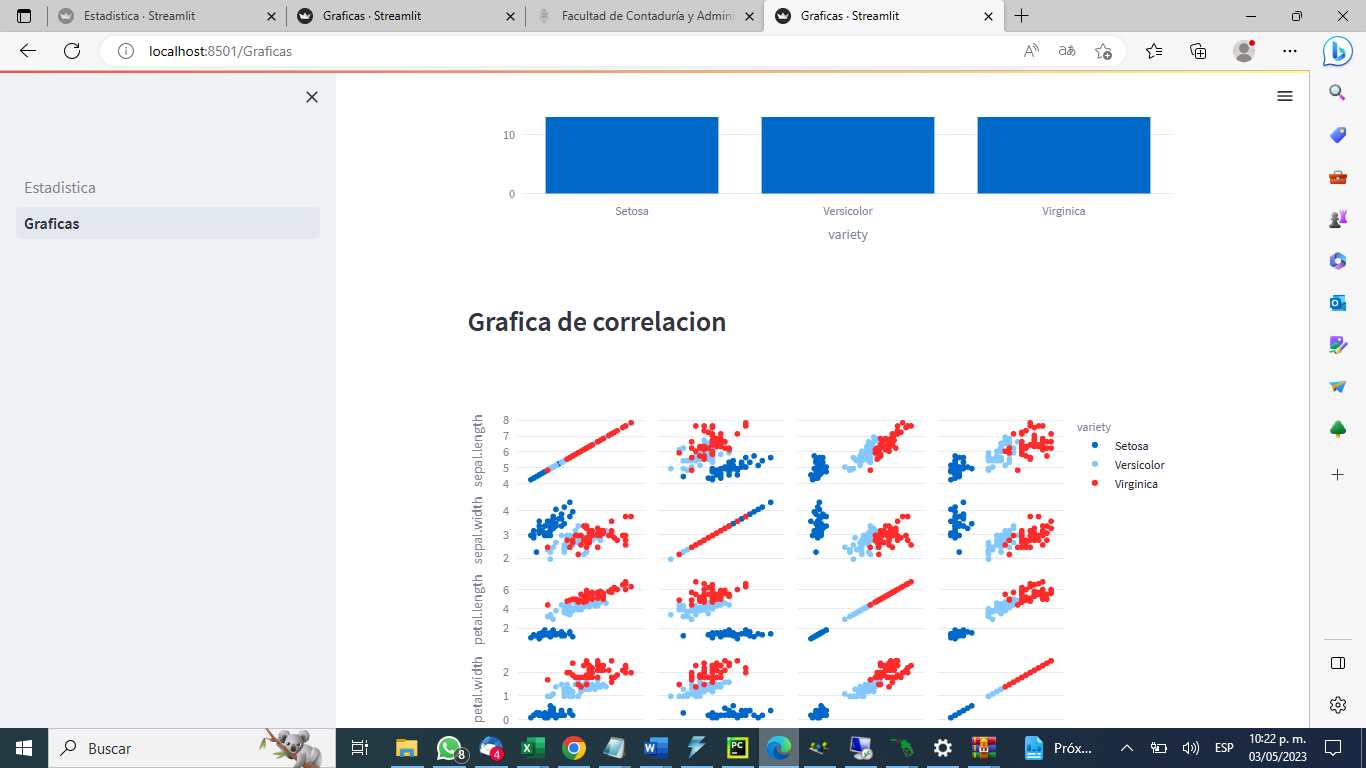 Estadistica · Streamlit
Graficas · Streamlit
Facultad de Contaduría y Admini
Graficas · Streamlit
localhost:8501/Graficas
Estadistica
Graficas
10
0
Setosa Versicolor Virginica
variety
Grafica de correlacion
sepal.length
8
7
6
5
4
sepal.width
4
3
2
petal.length
6
4
2
petal.width
2
1
0
variety
Setosa
Versicolor
Virginica
Buscar
8
4
PC
Próx...
ESP
10:22 p. m.
03/05/2023